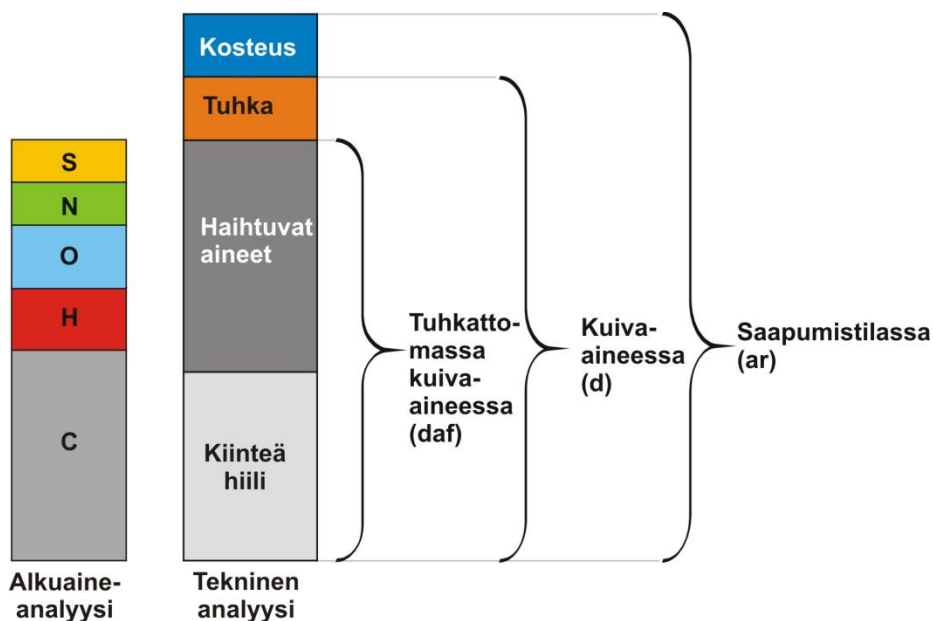 Kosteus
Tuhka
S
N
O
H
C
Haihtuvat
aineet
Kiinteä
hiili
Tuhkatto-
massa
kuiva-
aineessa
(daf)
Kuiva-
aineessa
(d)
Saapumistilassa
(ar)
Alkuaine-
analyysi
Tekninen
analyysi